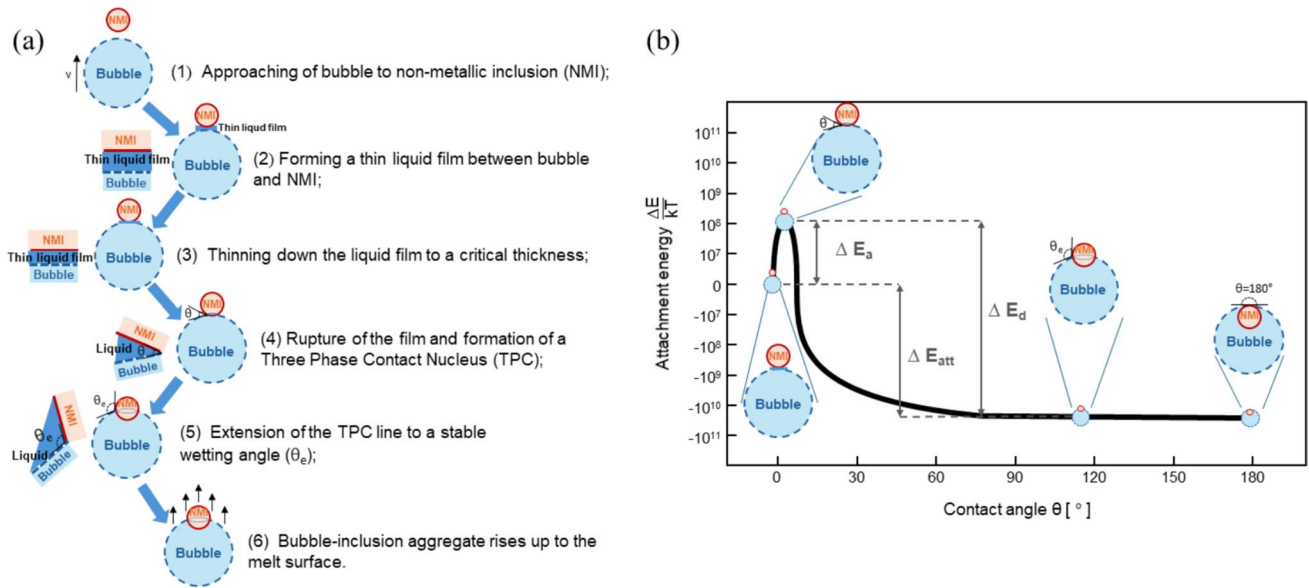 (a)
NMI
Bubble
v
(1) Approaching of bubble to non-metallic inclusion (NMI);
NMI
Thin liqud film
Bubble
NMI
Thin liquid film
Bubble
(2) Forming a thin liquid film between bubble
and NMI;
NMI
Bubble
NMI
Thin liquid film
Bubble
(3) Thinning down the liquid film to a critical thickness;
NMI
θ
Bubble
NMI
Liquid
θ
Bubble
(4) Rupture of the film and formation of a
Three Phase Contact Nucleus (TPC);
θe
NMI
Bubble
NMI
θe
Liquid
Bubble
(5) Extension of the TPC line to a stable
wetting angle (θe);
NMI
Bubble
(6) Bubble-inclusion aggregate rises up to the
melt surface.
(b)
Attachment energy ΔE/kT
10¹¹
10¹⁰
10⁹
10⁸
10⁷
0
-10⁷
-10⁸
-10⁹
-10¹⁰
-10¹¹
0
30
60
90
120
150
180
Contact angle θ [ ° ]
θ
NMI
Bubble
NMI
Bubble
Δ Ea
Δ Eatt
Δ Ed
θe
NMI
Bubble
θ=180°
NMI
Bubble